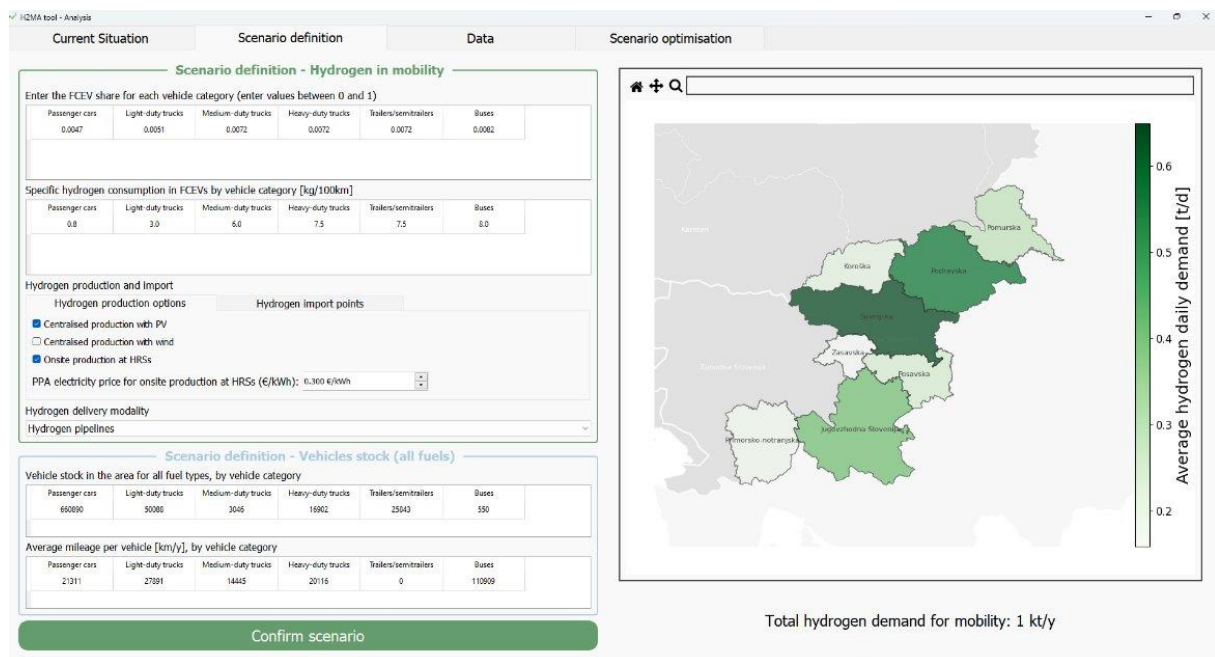 H2MA tool - Analysis
Current Situation
Scenario definition
Data
Scenario optimisation
Scenario definition - Hydrogen in mobility
Enter the FCEV share for each vehicle category (enter values between 0 and 1)
Passenger cars Light-duty trucks Medium-duty trucks Heavy-duty trucks Trailers/semitrailers Buses
0.0047 0.0051 0.0072 0.0072 0.0072 0.0082
Specific hydrogen consumption in FCEVs by vehicle category [kg/100km]
Passenger cars Light-duty trucks Medium-duty trucks Heavy-duty trucks Trailers/semitrailers Buses
0.8 3.0 6.0 7.5 7.5 8.0
Hydrogen production and import
Hydrogen production options
Hydrogen import points
Centralised production with PV
Centralised production with wind
Onsite production at HRSs
PPA electricity price for onsite production at HRSs (€/kWh): 0.300 €/kWh
Hydrogen delivery modality
Hydrogen pipelines
Scenario definition - Vehicles stock (all fuels)
Vehicle stock in the area for all fuel types, by vehicle category
Passenger cars Light-duty trucks Medium-duty trucks Heavy-duty trucks Trailers/semitrailers Buses
660890 50088 3046 16902 25043 550
Average mileage per vehicle [km/y], by vehicle category
Passenger cars Light-duty trucks Medium-duty trucks Heavy-duty trucks Trailers/semitrailers Buses
21311 27891 14445 20116 0 110909
Confirm scenario
Kärnten
Pomurska
Koroška
Podravska
Savinjska
Zasavska
Zahodna Slovenija
Posavska
Primorsko-notranjska
Jugovzhodna Slovenija
0.6
0.5
0.4
0.3
0.2
Average hydrogen daily demand [t/d]
Total hydrogen demand for mobility: 1 kt/y